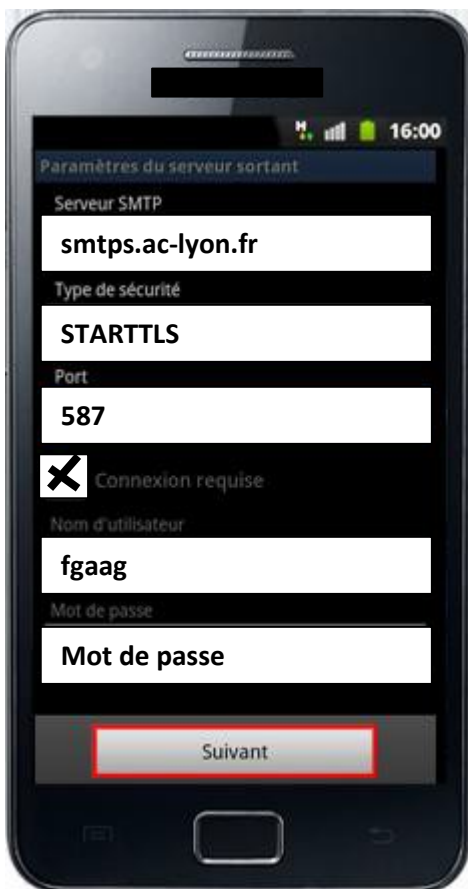 16:00
Paramètres du serveur sortant
Serveur SMTP
smtps.ac-lyon.fr
Type de sécurité
STARTTLS
Port
587
Connexion requise
Nom d'utilisateur
fgaag
Mot de passe
Mot de passe
Suivant